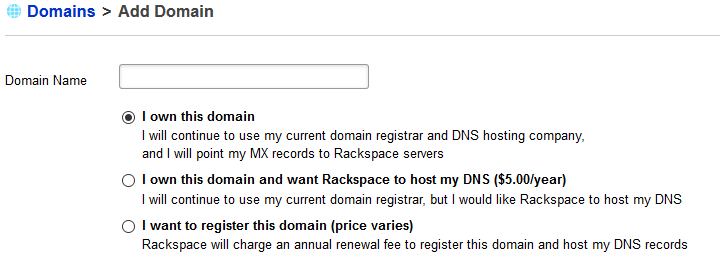 Domains > Add Domain
Domain Name
I own this domain
I will continue to use my current domain registrar and DNS hosting company,
and I will point my MX records to Rackspace servers
I own this domain and want Rackspace to host my DNS ($5.00/year)
I will continue to use my current domain registrar, but I would like Rackspace to host my DNS
I want to register this domain (price varies)
Rackspace will charge an annual renewal fee to register this domain and host my DNS records